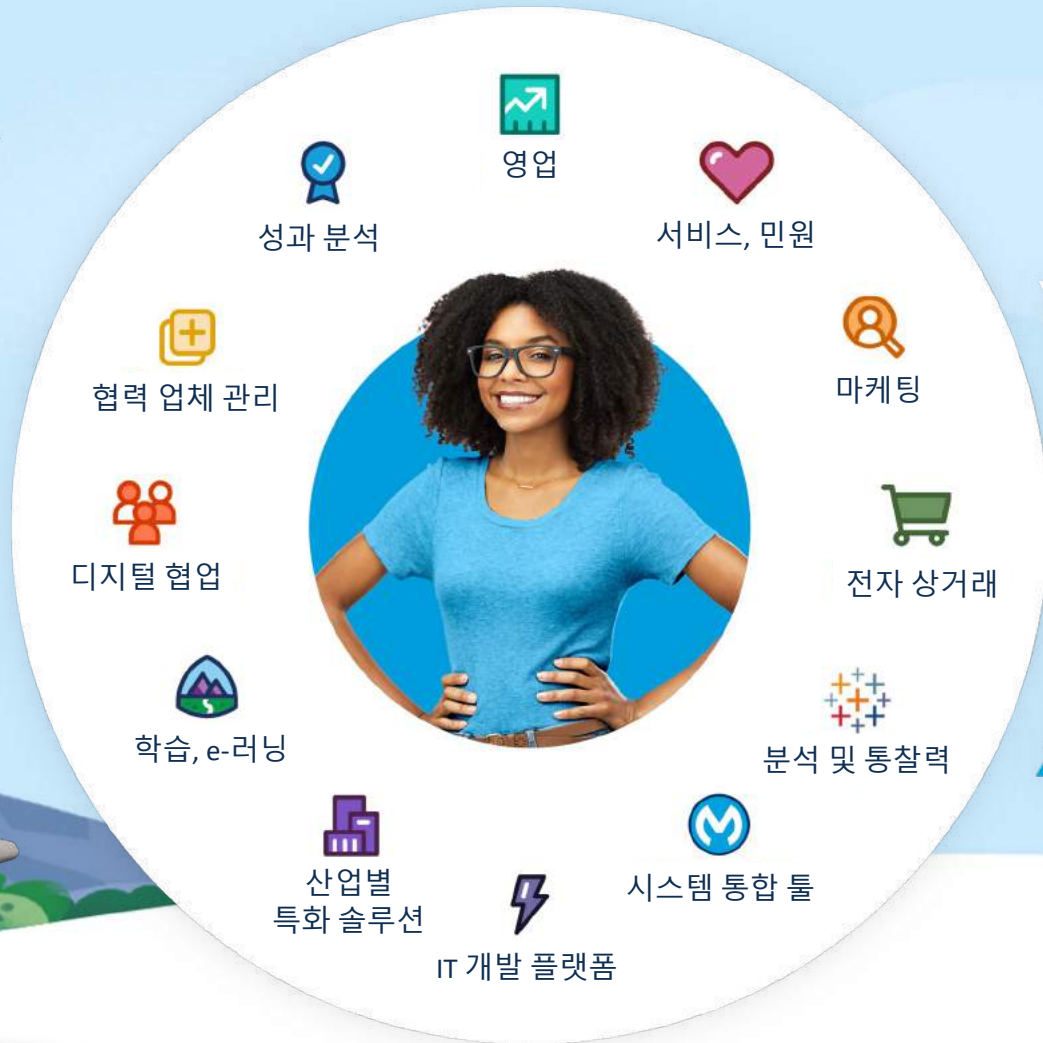 영업
서비스, 민원
마케팅
전자 상거래
분석 및 통찰력
시스템 통합 툴
IT 개발 플랫폼
산업별
특화 솔루션
학습, e-러닝
디지털 협업
협력 업체 관리
성과 분석